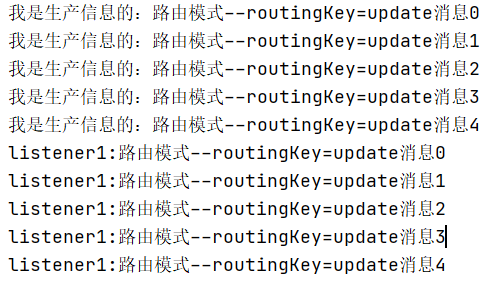 我是生产信息的：路由模式--routingKey=update消息0
我是生产信息的：路由模式--routingKey=update消息1
我是生产信息的：路由模式--routingKey=update消息2
我是生产信息的：路由模式--routingKey=update消息3
我是生产信息的：路由模式--routingKey=update消息4
listener1:路由模式--routingKey=update消息0
listener1:路由模式--routingKey=update消息1
listener1:路由模式--routingKey=update消息2
listener1:路由模式--routingKey=update消息3
listener1:路由模式--routingKey=update消息4